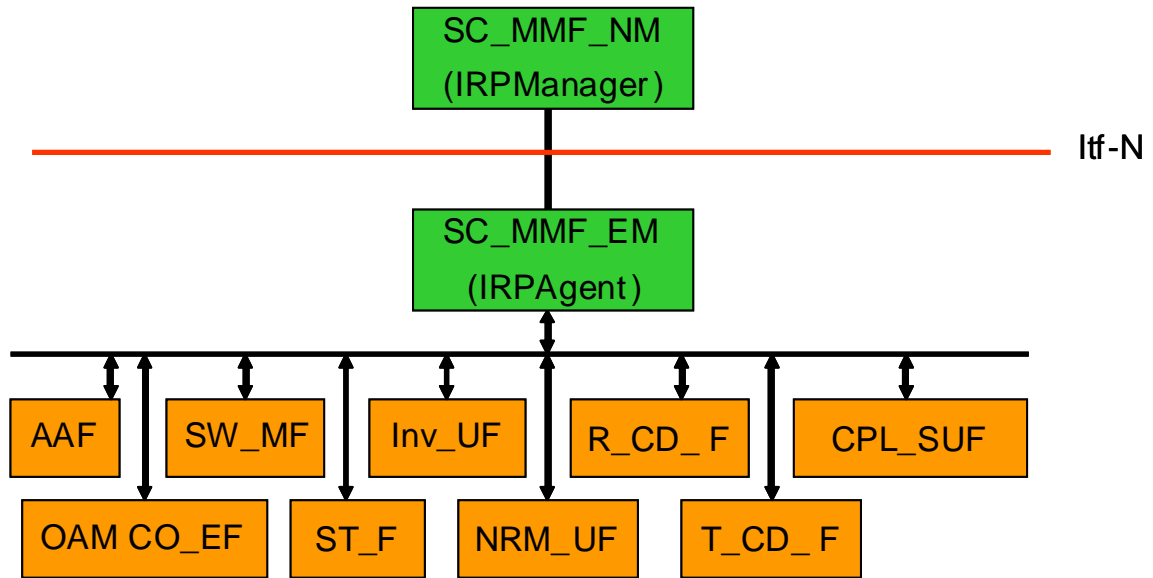 SC_MMF_NM
(IRPManager)
Itf-N
SC_MMF_EM
(IRPAgent)
AAF
SW_MF
Inv_UF
R_CD_ F
CPL_SUF
OAM CO_EF
ST_F
NRM_UF
T_CD_ F